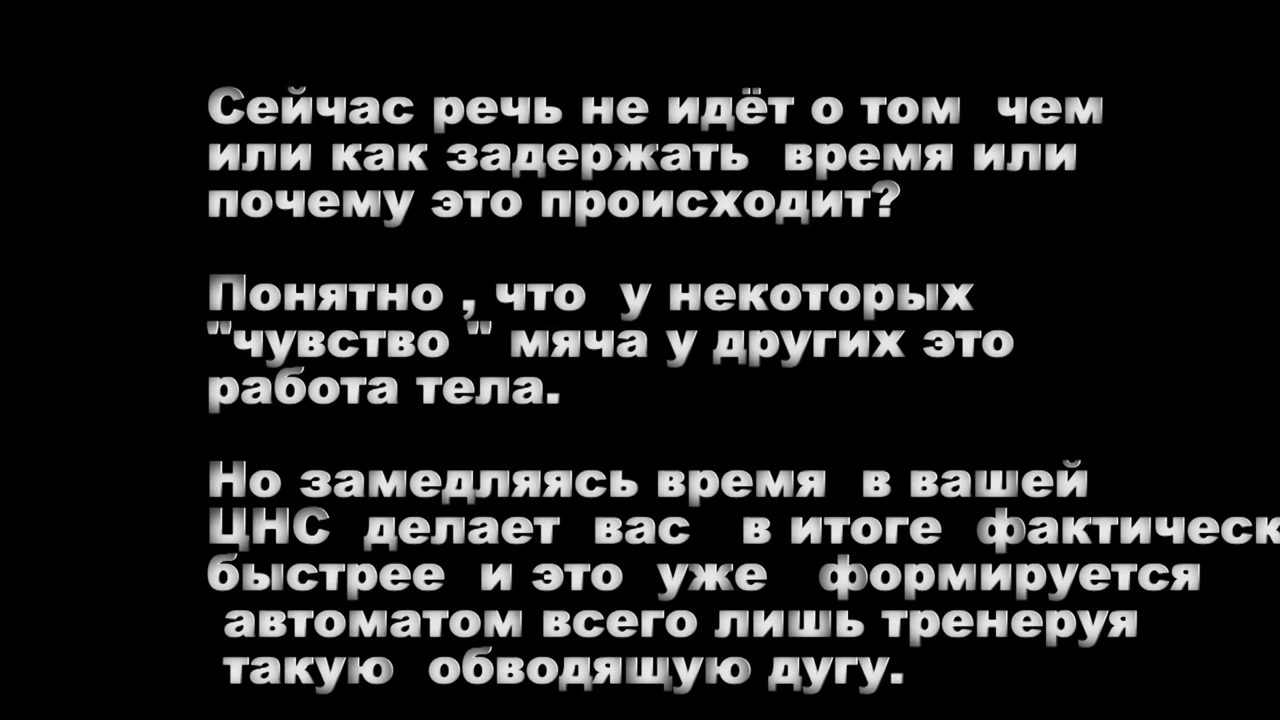 Сейчас речь не идёт о том чем
или как задержать время или
почему это происходит?
Понятно , что у некоторых
"чувство " мяча у других это
работа тела.
Но замедляясь время в вашей
ЦНС делает вас в итоге фактическ
быстрее и это уже формируется
автоматом всего лишь тренеруя
такую обводящую дугу.